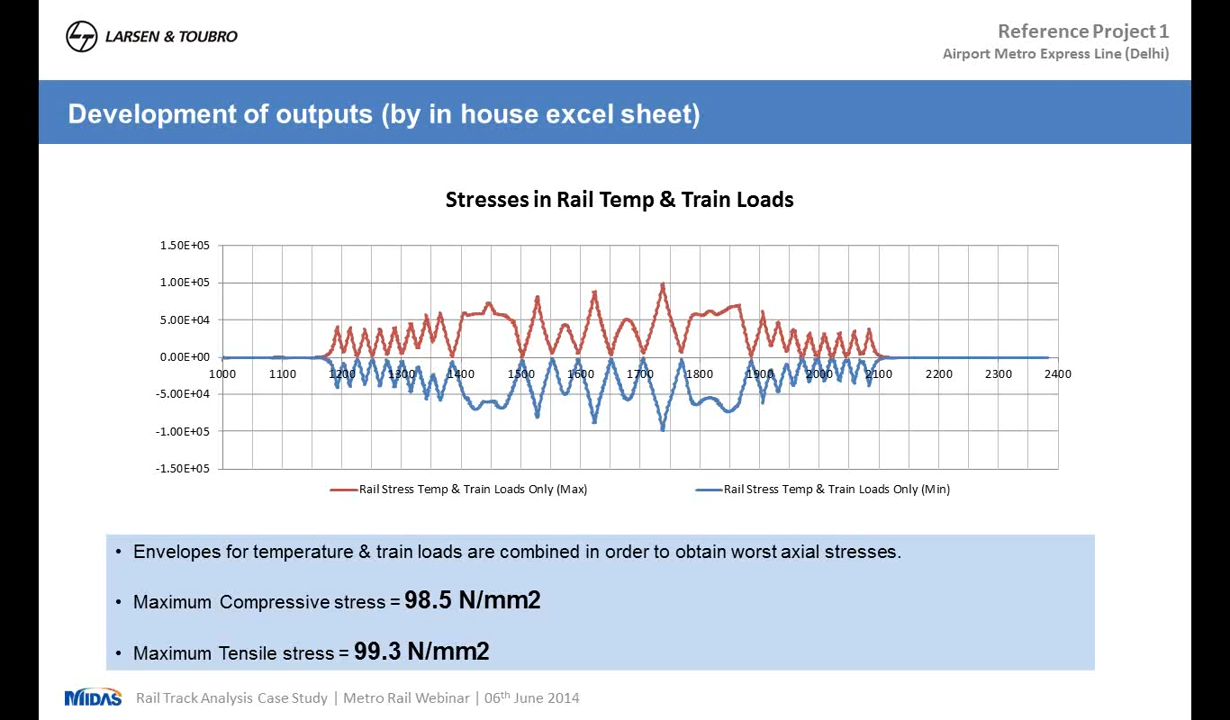 LARSEN & TOUBRO
Reference Project 1
Airport Metro Express Line (Delhi)
Development of outputs (by in house excel sheet)
Stresses in Rail Temp & Train Loads
1.50E+05
1.00E+05
5.00E+04
0.00E+00
1000 1100 1200 1300 1400 1500 1600 1700 1800 1900 2000 2100 2200 2300 2400
-5.00E+04
-1.00E+05
-1.50E+05
Rail Stress Temp & Train Loads Only (Max) Rail Stress Temp & Train Loads Only (Min)
• Envelopes for temperature & train loads are combined in order to obtain worst axial stresses.
• Maximum Compressive stress = 98.5 N/mm2
• Maximum Tensile stress = 99.3 N/mm2
MIDAS Rail Track Analysis Case Study | Metro Rail Webinar | 06th June 2014